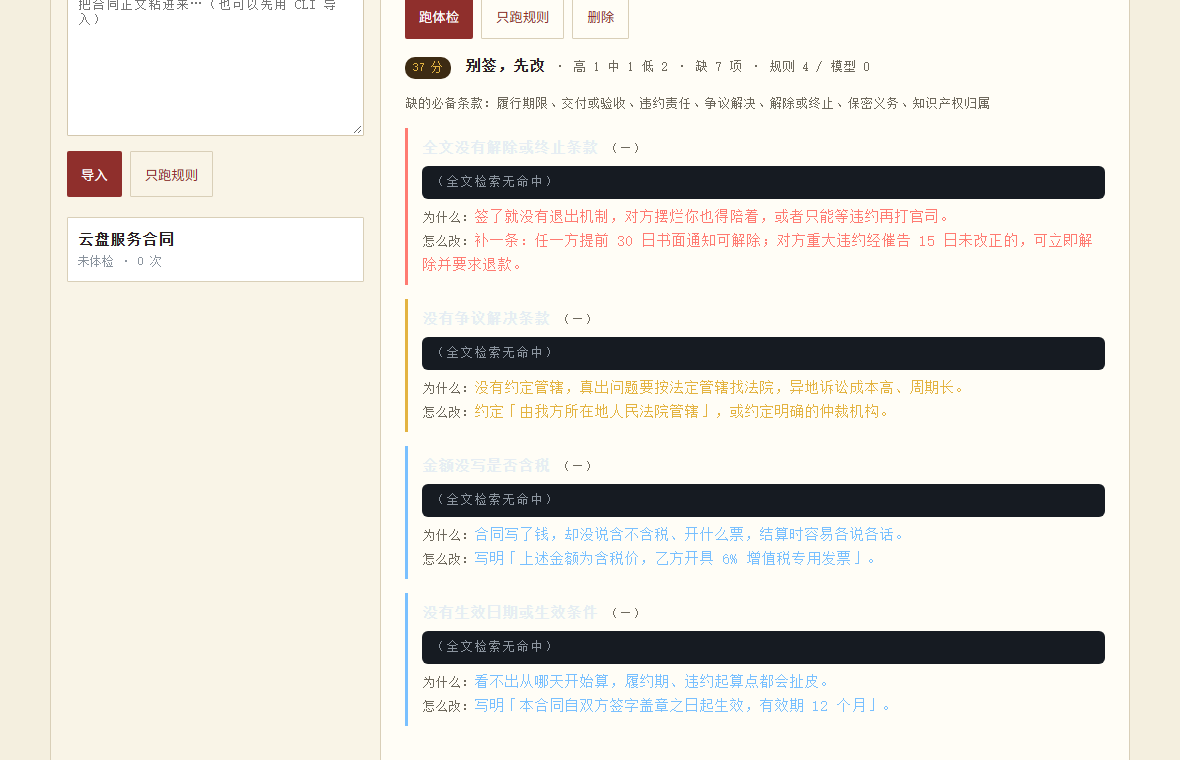 把合同正文粘进来…（也可以先用 CLI 导
入）
导入
只跑规则
云盘服务合同
未体检 · 0 次
跑体检
只跑规则
删除
37 分 别签，先改 · 高 1 中 1 低 2 · 缺 7 项 · 规则 4 / 模型 0
缺的必备条款：履行期限、交付或验收、违约责任、争议解决、解除或终止、保密义务、知识产权归属
全文没有解除或终止条款 （—）
（全文检索无命中）
为什么：签了就没有退出机制，对方摆烂你也得陪着，或者只能等违约再打官司。
怎么改：补一条：任一方提前 30 日书面通知可解除；对方重大违约经催告 15 日未改正的，可立即解
除并要求退款。
没有争议解决条款 （—）
（全文检索无命中）
为什么：没有约定管辖，真出问题要按法定管辖找法院，异地诉讼成本高、周期长。
怎么改：约定「由我方所在地人民法院管辖」，或约定明确的仲裁机构。
金额没写是否含税 （—）
（全文检索无命中）
为什么：合同写了钱，却没说含不含税、开什么票，结算时容易各说各话。
怎么改：写明「上述金额为含税价，乙方开具 6% 增值税专用发票」。
没有生效日期或生效条件 （—）
（全文检索无命中）
为什么：看不出从哪天开始算，履约期、违约起算点都会扯皮。
怎么改：写明「本合同自双方签字盖章之日起生效，有效期 12 个月」。